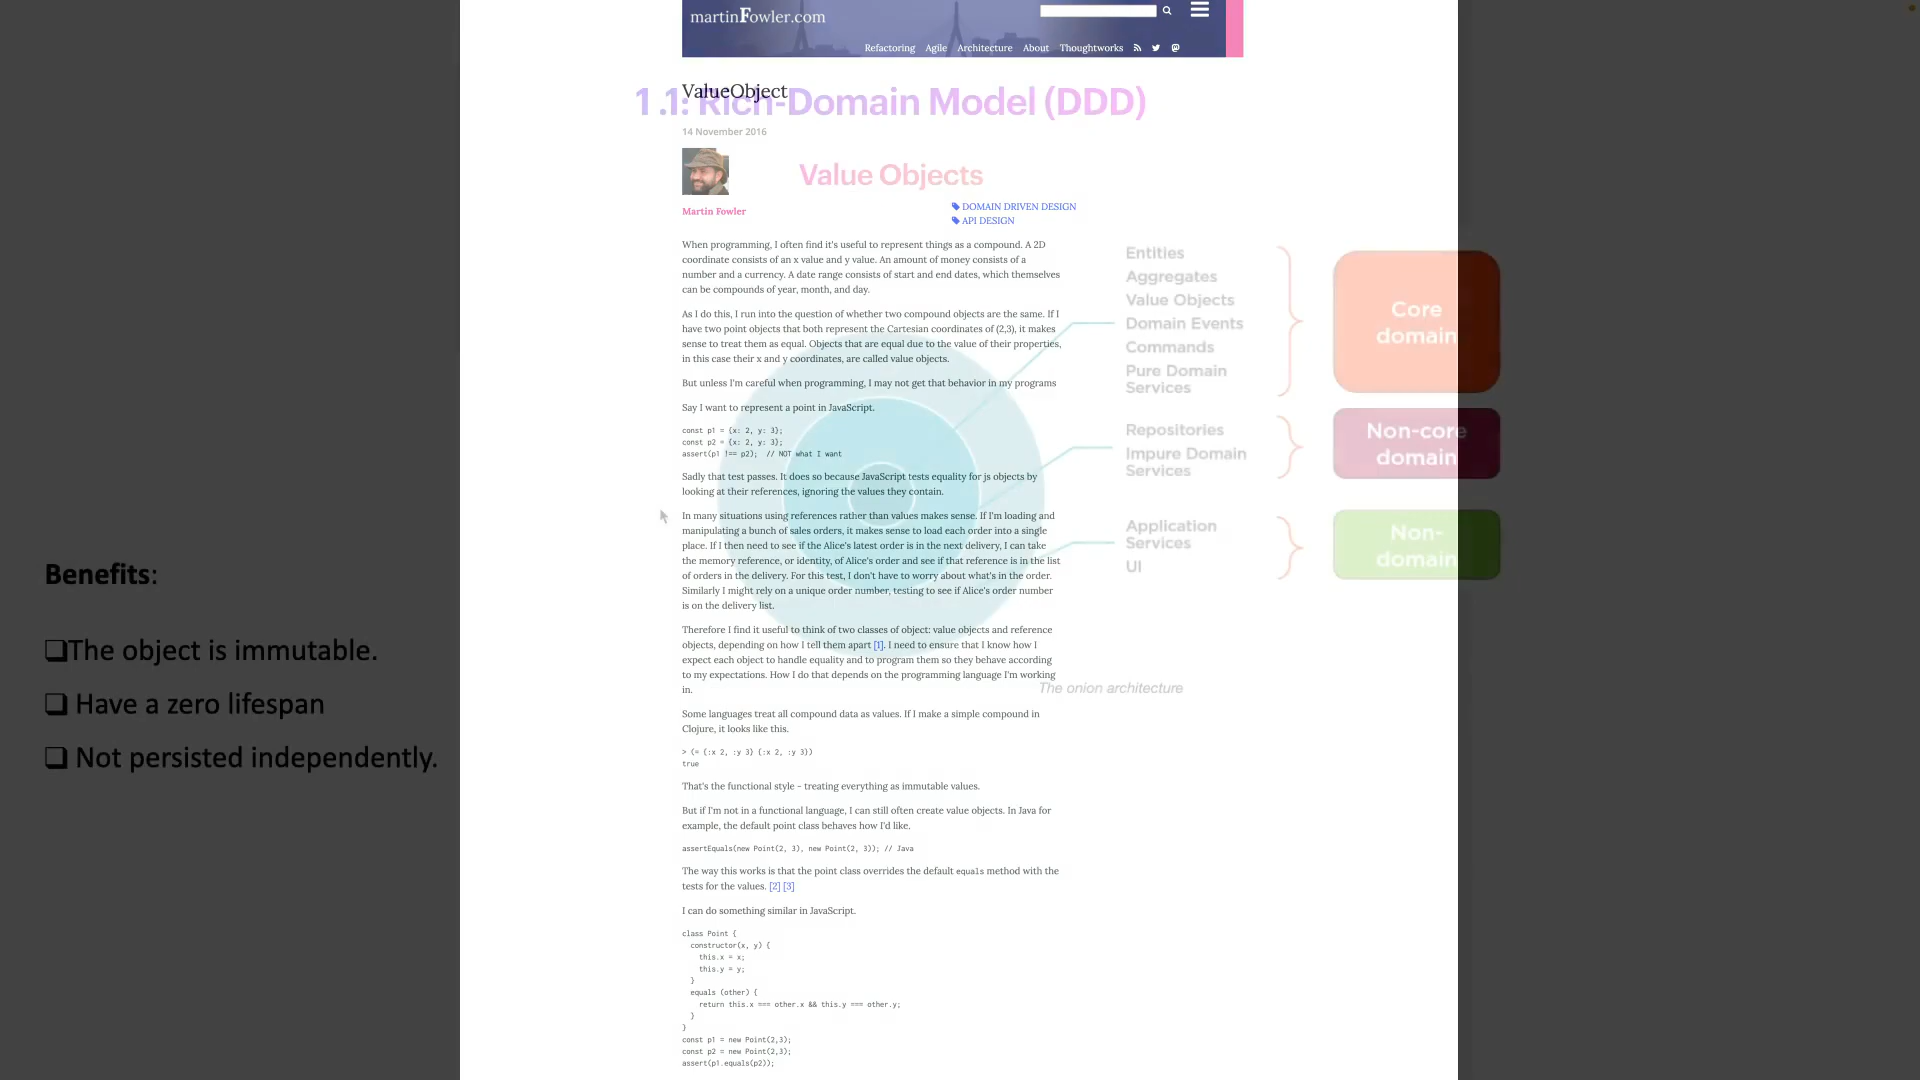 martinFowler.com
Refactoring Agile Architecture About Thoughtworks
ValueObject
1.1: Rich-Domain Model (DDD)
14 November 2016
Value Objects
Martin Fowler
DOMAIN DRIVEN DESIGN
API DESIGN
When programming, I often find it's useful to represent things as a compound. A 2D
coordinate consists of an x value and y value. An amount of money consists of a
number and a currency. A date range consists of start and end dates, which themselves
can be compounds of year, month, and day.
As I do this, I run into the question of whether two compound objects are the same. If I
have two point objects that both represent the Cartesian coordinates of (2,3), it makes
sense to treat them as equal. Objects that are equal due to the value of their properties,
in this case their x and y coordinates, are called value objects.
But unless I'm careful when programming, I may not get that behavior in my programs
Say I want to represent a point in JavaScript.
const p1 = {x: 2, y: 3};
const p2 = {x: 2, y: 3};
assert(p1 !== p2);  // NOT what I want
Sadly that test passes. It does so because JavaScript tests equality for js objects by
looking at their references, ignoring the values they contain.
In many situations using references rather than values makes sense. If I'm loading and
manipulating a bunch of sales orders, it makes sense to load each order into a single
place. If I then need to see if the Alice's latest order is in the next delivery, I can take
the memory reference, or identity, of Alice's order and see if that reference is in the list
of orders in the delivery. For this test, I don't have to worry about what's in the order.
Similarly I might rely on a unique order number, testing to see if Alice's order number
is on the delivery list.
Therefore I find it useful to think of two classes of object: value objects and reference
objects, depending on how I tell them apart [1]. I need to ensure that I know how I
expect each object to handle equality and to program them so they behave according
to my expectations. How I do that depends on the programming language I'm working
in.
Some languages treat all compound data as values. If I make a simple compound in
Clojure, it looks like this.
> (= {:x 2, :y 3} {:x 2, :y 3})
true
That's the functional style - treating everything as immutable values.
But if I'm not in a functional language, I can still often create value objects. In Java for
example, the default point class behaves how I'd like.
assertEquals(new Point(2, 3), new Point(2, 3)); // Java
The way this works is that the point class overrides the default equals method with the
tests for the values. [2] [3]
I can do something similar in JavaScript.
class Point {
constructor(x, y) {
this.x = x;
this.y = y;
}
equals (other) {
return this.x === other.x && this.y === other.y;
}
}
const p1 = new Point(2,3);
const p2 = new Point(2,3);
assert(p1.equals(p2));
Entities
Aggregates
Value Objects
Domain Events
Commands
Pure Domain
Services
Core
domain
Repositories
Impure Domain
Services
Non-core
domain
Application
Services
UI
Non-
domain
The onion architecture
Benefits:
❑The object is immutable.
❑ Have a zero lifespan
❑ Not persisted independently.